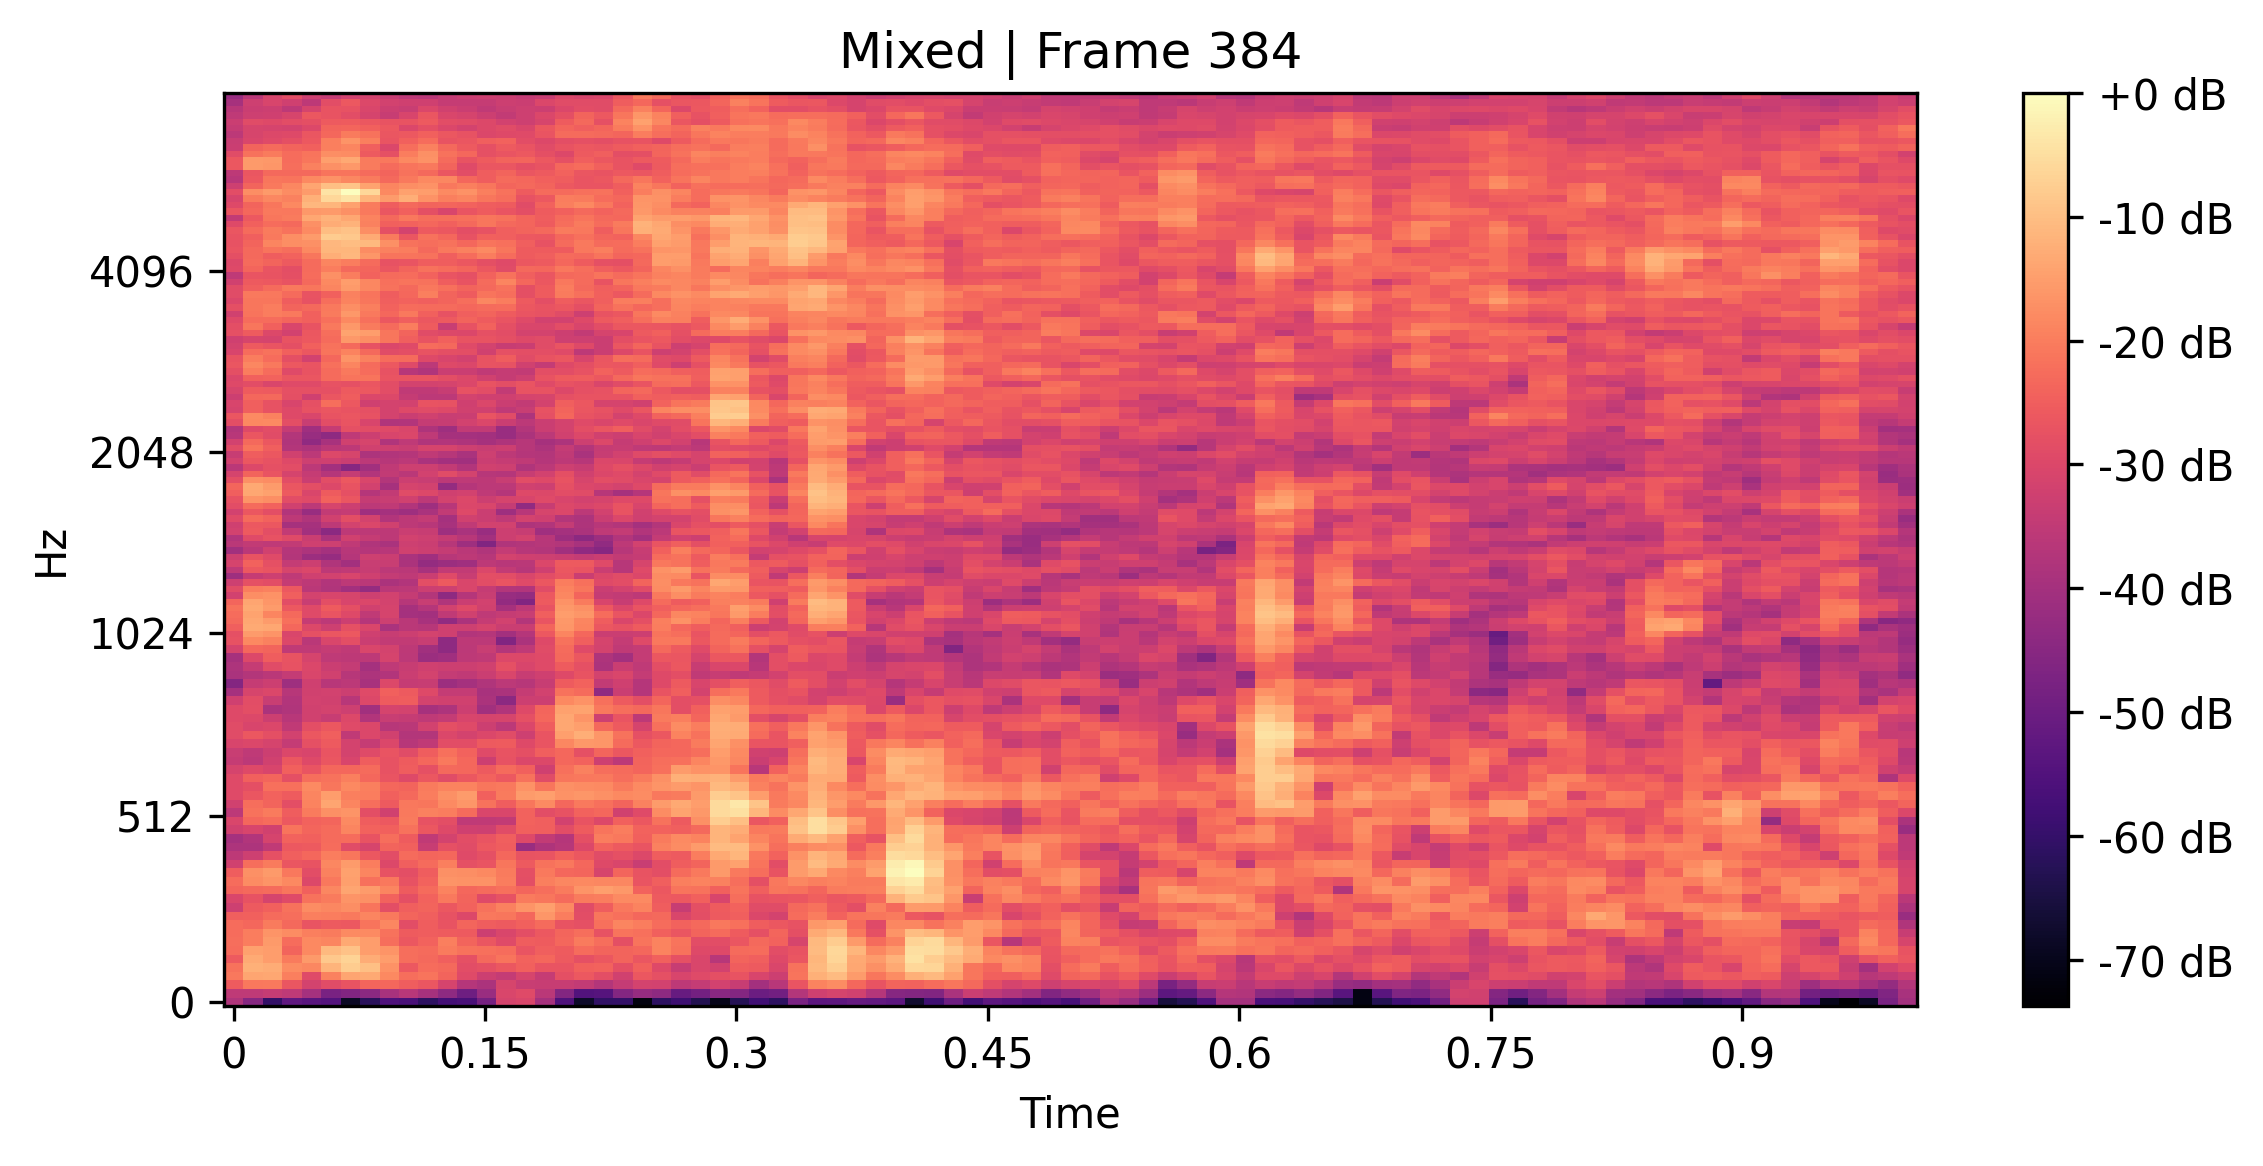 Mixed | Frame 384
Hz
4096
2048
1024
512
0
0 0.15 0.3 0.45 0.6 0.75 0.9
Time
+0 dB
-10 dB
-20 dB
-30 dB
-40 dB
-50 dB
-60 dB
-70 dB